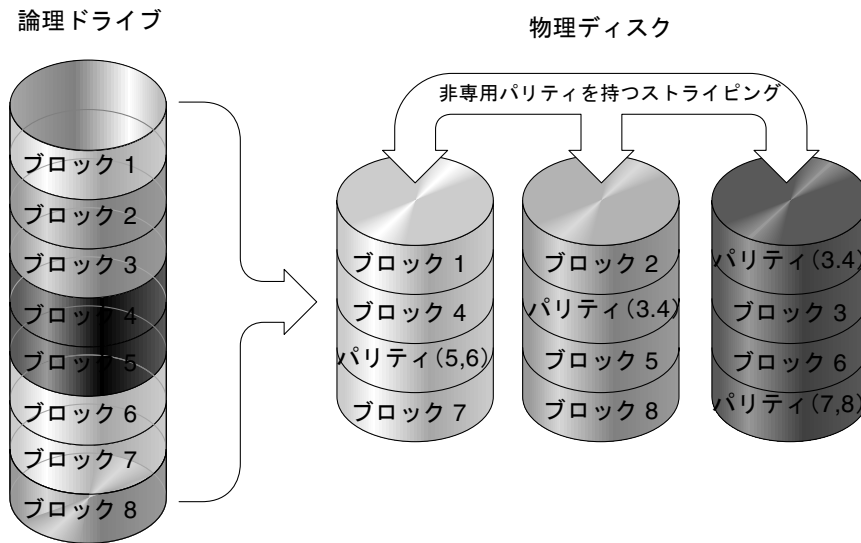 論理ドライブ
物理ディスク
非専用パリティを持つストライピング
ブロック 1
ブロック 2
ブロック 3
ブロック 4
ブロック 5
ブロック 6
ブロック 7
ブロック 8
ブロック 1
ブロック 4
パリティ(5,6)
ブロック 7
ブロック 2
パリティ(3.4)
ブロック 5
ブロック 8
パリティ(3.4)
ブロック 3
ブロック 6
パリティ(7,8)